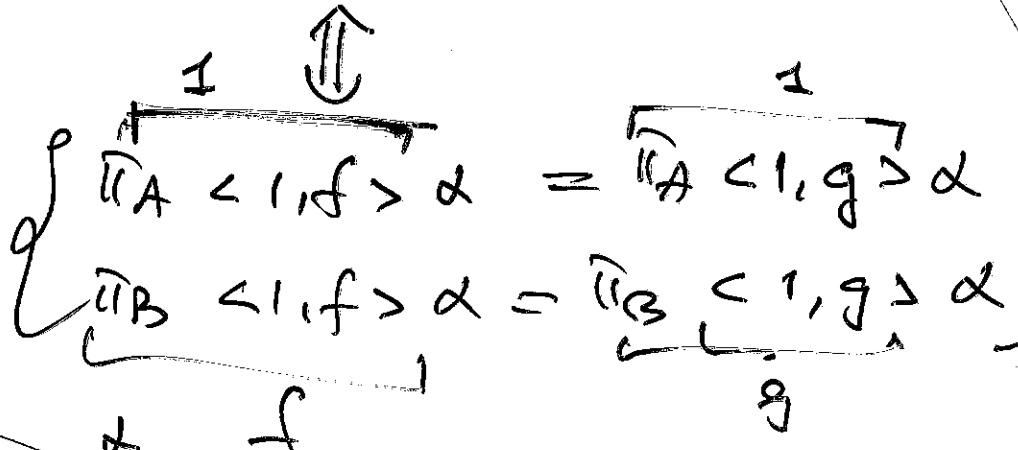 ⇕
1 1
π_A <1,f> α = π_A <1,g> α
π_B <1,f> α = π_B <1,g> α
f g